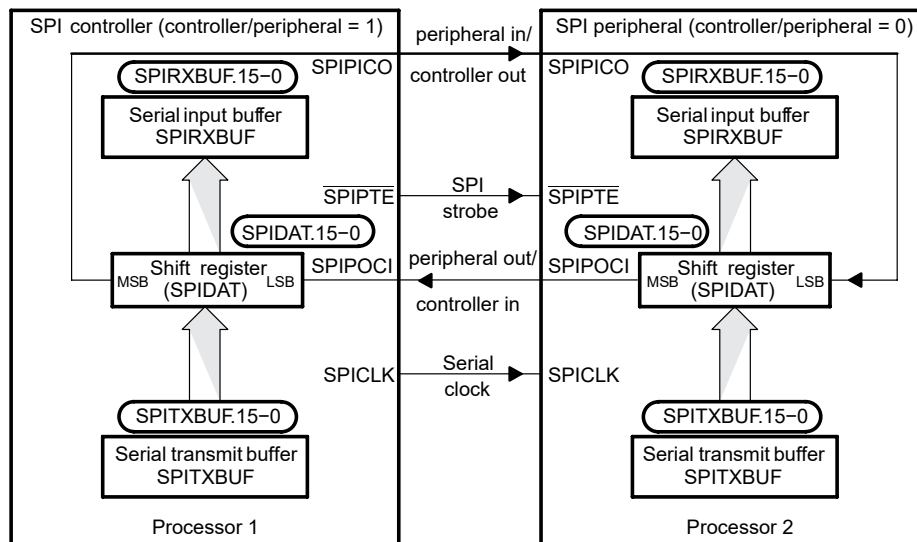 SPI controller (controller/peripheral = 1)
SPIPICO
SPIRXBUF.15−0
Serial input buffer
SPIRXBUF
SPIPTE
SPIDAT.15−0
SPIPOCI
MSB
Shift register
(SPIDAT)
LSB
SPICLK
SPITXBUF.15−0
Serial transmit buffer
SPITXBUF
Processor 1
peripheral in/
controller out
SPI
strobe
peripheral out/
controller in
Serial
clock
SPI peripheral (controller/peripheral = 0)
SPIPICO
SPIRXBUF.15−0
Serial input buffer
SPIRXBUF
SPIPTE
SPIDAT.15−0
SPIPOCI
MSB
Shift register
(SPIDAT)
LSB
SPICLK
SPITXBUF.15−0
Serial transmit buffer
SPITXBUF
Processor 2